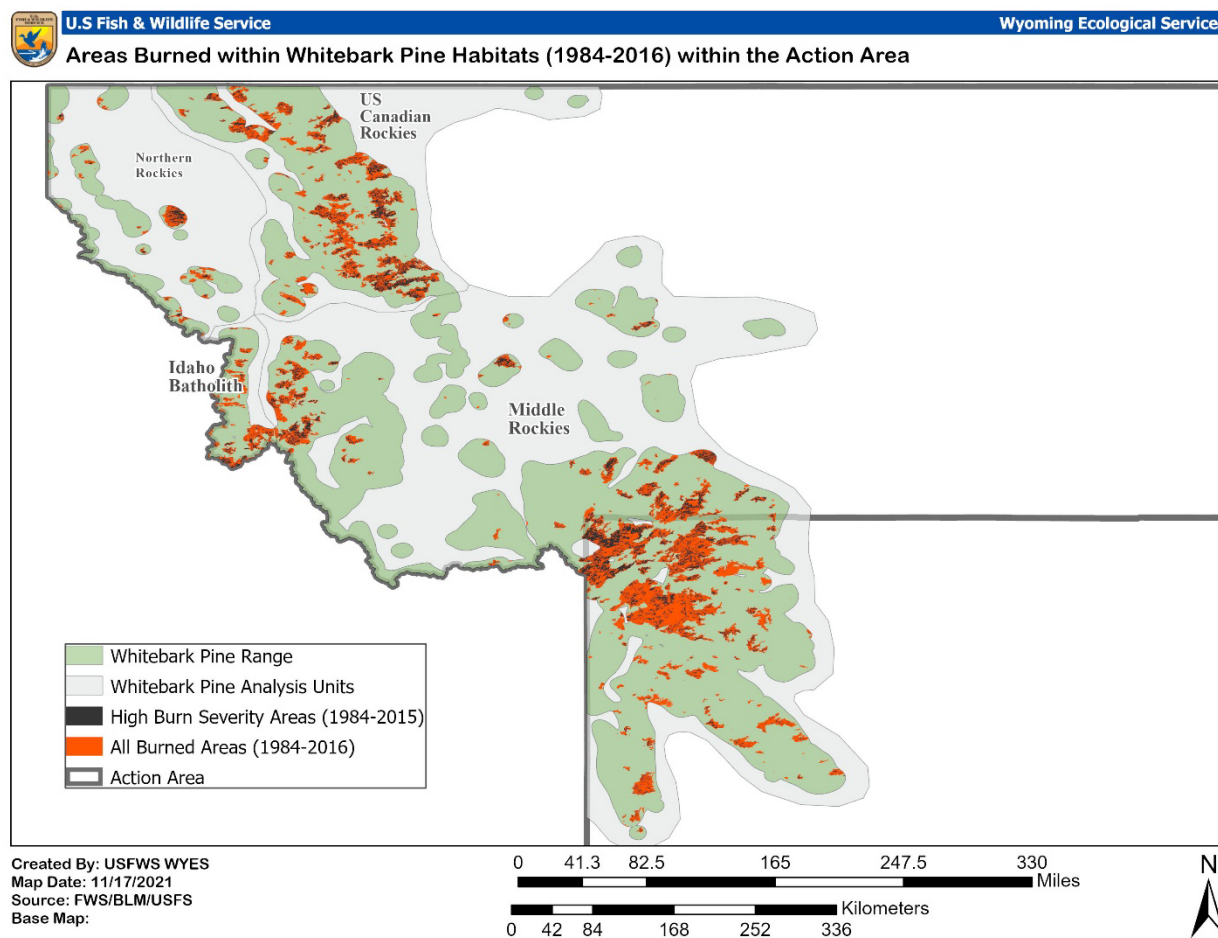 U.S.
FISH & WILDLIFE
SERVICE
U.S Fish & Wildlife Service
Wyoming Ecological Service
Areas Burned within Whitebark Pine Habitats (1984-2016) within the Action Area
US
Canadian
Rockies
Northern
Rockies
Idaho
Batholith
Middle
Rockies
Whitebark Pine Range
Whitebark Pine Analysis Units
High Burn Severity Areas (1984-2015)
All Burned Areas (1984-2016)
Action Area
Created By: USFWS WYES
Map Date: 11/17/2021
Source: FWS/BLM/USFS
Base Map:
0 41.3 82.5 165 247.5 330
Miles
Kilometers
0 42 84 168 252 336
N